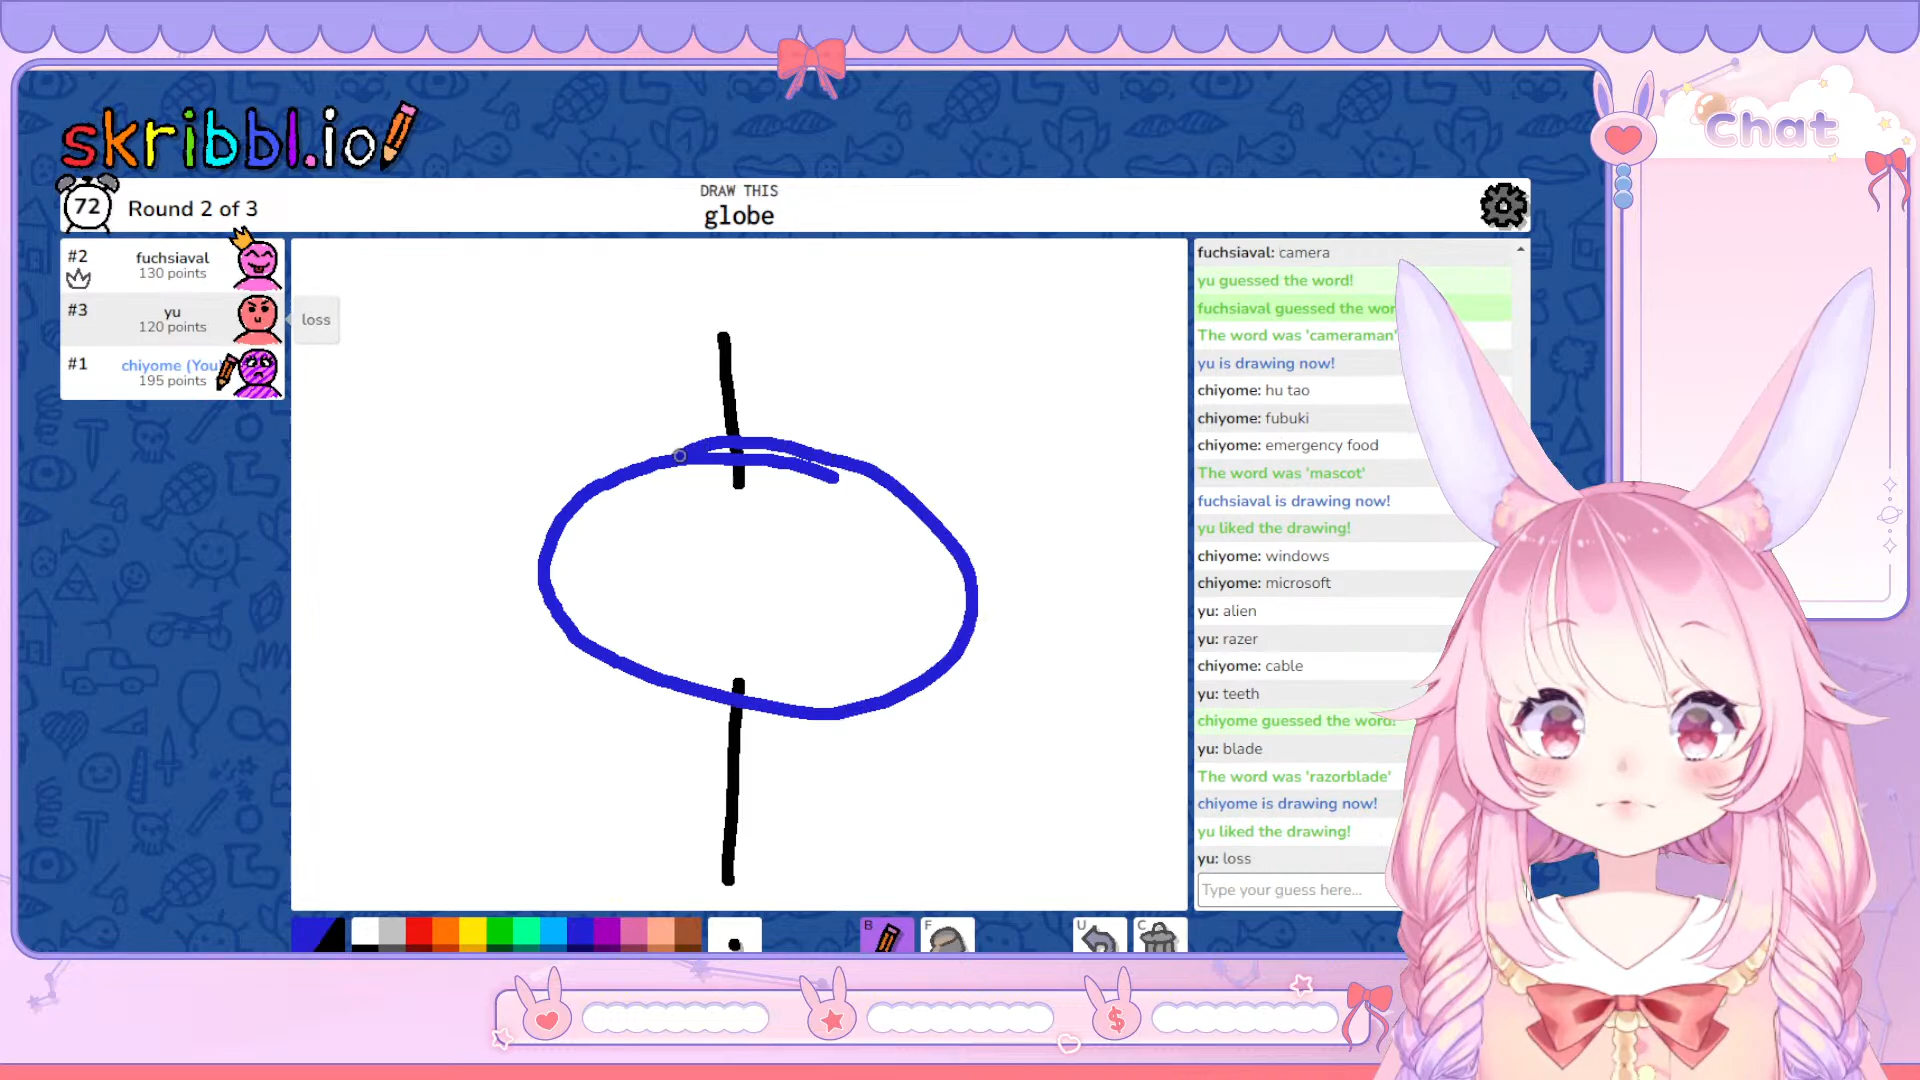 skribbl.io
Chat
72
Round 2 of 3
DRAW THIS
globe
#2
fuchsiaval
130 points
#3
yu
120 points
loss
#1
chiyome (You
195 points
fuchsiaval: camera
yu guessed the word!
fuchsiaval guessed the wor
The word was 'cameraman'
yu is drawing now!
chiyome: hu tao
chiyome: fubuki
chiyome: emergency food
The word was 'mascot'
fuchsiaval is drawing now!
yu liked the drawing!
chiyome: windows
chiyome: microsoft
yu: alien
yu: razer
chiyome: cable
yu: teeth
chiyome guessed the word!
yu: blade
The word was 'razorblade'
chiyome is drawing now!
yu liked the drawing!
yu: loss
Type your guess here...
B
F
U
C